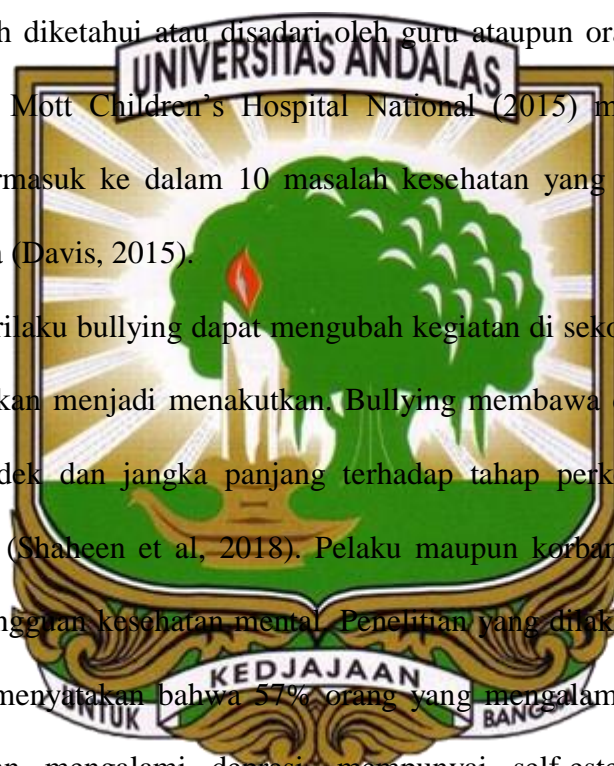 h diketahui atau disadari oleh guru ataupun ora
UNIVERSITAS ANDALAS
Mott Children's Hospital National (2015) m
rmasuk ke dalam 10 masalah kesehatan yang
a (Davis, 2015).
rilaku bullying dapat mengubah kegiatan di seko
kan menjadi menakutkan. Bullying membawa
dek dan jangka panjang terhadap tahap perk
(Shaheen et al, 2018). Pelaku maupun korban
ngguan kesehatan mental. Penelitian yang dilak
KEDJAJAAN
menyatakan bahwa 57% orang yang mengalam
UNTUK BANGSA
mengalami depresi, mempunyai self-este